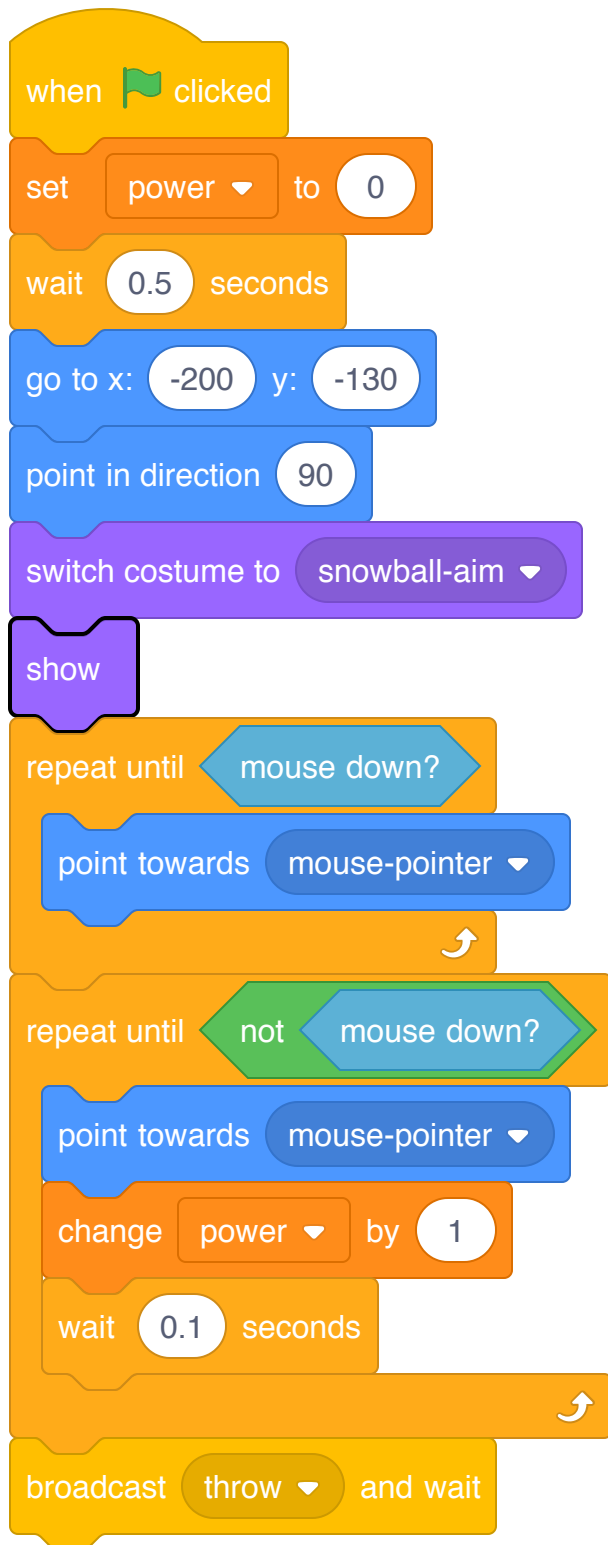 when clicked
set power to 0
wait 0.5 seconds
go to x: -200 y: -130
point in direction 90
switch costume to snowball-aim
show
repeat until mouse down?
point towards mouse-pointer
repeat until not mouse down?
point towards mouse-pointer
change power by 1
wait 0.1 seconds
broadcast throw and wait